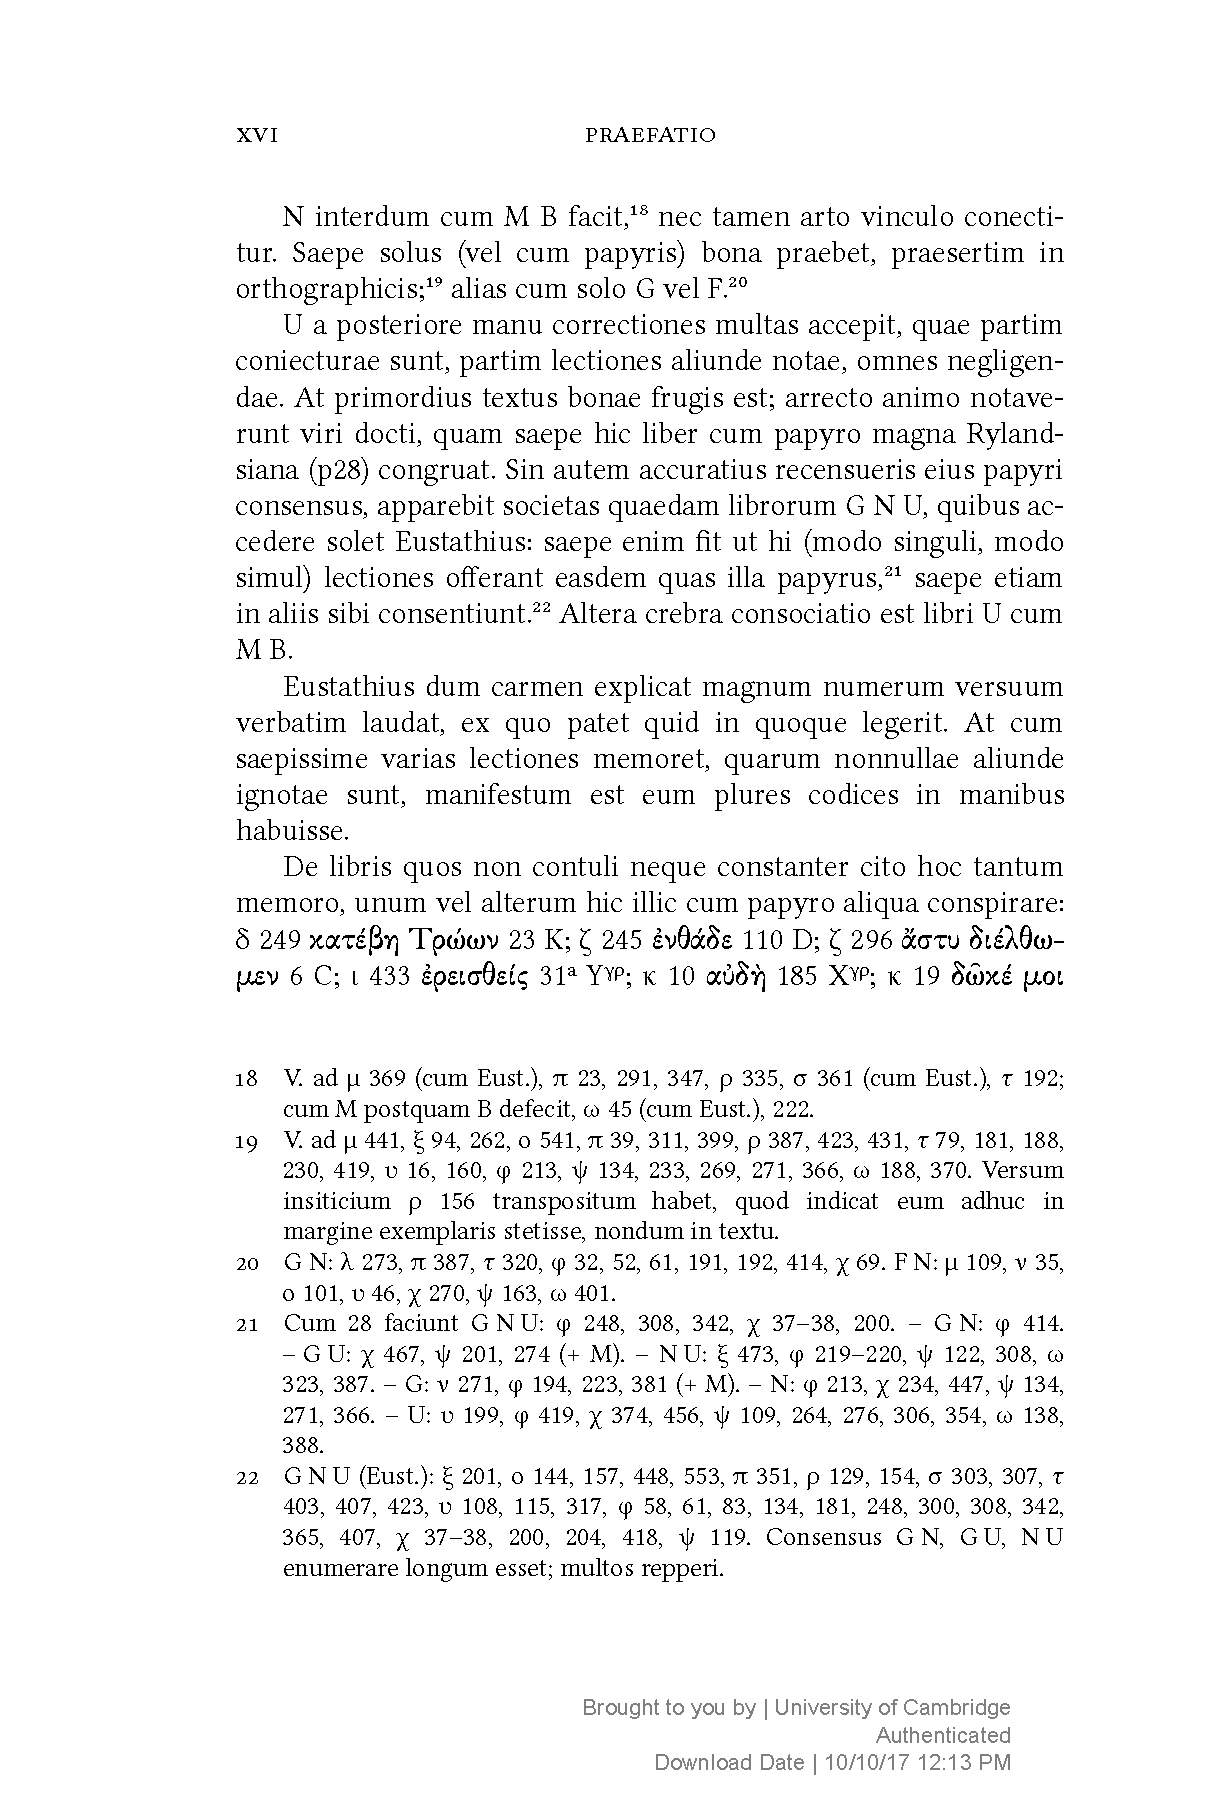 XVI PRAEFATIO
N interdum cum M B facit,¹⁸ nec tamen arto vinculo conecti-
tur. Saepe solus (vel cum papyris) bona praebet, praesertim in
orthographicis;¹⁹ alias cum solo G vel F.²⁰
U a posteriore manu correctiones multas accepit, quae partim
coniecturae sunt, partim lectiones aliunde notae, omnes negligen-
dae. At primordius textus bonae frugis est; arrecto animo notave-
runt viri docti, quam saepe hic liber cum papyro magna Ryland-
siana (p28) congruat. Sin autem accuratius recensueris eius papyri
consensus, apparebit societas quaedam librorum G N U, quibus ac-
cedere solet Eustathius: saepe enim fit ut hi (modo singuli, modo
simul) lectiones offerant easdem quas illa papyrus,²¹ saepe etiam
in aliis sibi consentiunt.²² Altera crebra consociatio est libri U cum
M B.
Eustathius dum carmen explicat magnum numerum versuum
verbatim laudat, ex quo patet quid in quoque legerit. At cum
saepissime varias lectiones memoret, quarum nonnullae aliunde
ignotae sunt, manifestum est eum plures codices in manibus
habuisse.
De libris quos non contuli neque constanter cito hoc tantum
memoro, unum vel alterum hic illic cum papyro aliqua conspirare:
δ 249 κατέβη Τρώων 23 K; ζ 245 ἐνθάδε 110 D; ζ 296 ἄστυ διέλθω-
μεν 6 C; ι 433 ἐρεισθείς 31ᵃ Yγρ; κ 10 αὐδὴ 185 Xγρ; κ 19 δῶκέ μοι
18 V. ad μ 369 (cum Eust.), π 23, 291, 347, ρ 335, σ 361 (cum Eust.), τ 192;
cum M postquam B defecit, ω 45 (cum Eust.), 222.
19 V. ad μ 441, ξ 94, 262, ο 541, π 39, 311, 399, ρ 387, 423, 431, τ 79, 181, 188,
230, 419, υ 16, 160, φ 213, ψ 134, 233, 269, 271, 366, ω 188, 370. Versum
insiticium ρ 156 transpositum habet, quod indicat eum adhuc in
margine exemplaris stetisse, nondum in textu.
20 G N: λ 273, π 387, τ 320, φ 32, 52, 61, 191, 192, 414, χ 69. F N: μ 109, ν 35,
ο 101, υ 46, χ 270, ψ 163, ω 401.
21 Cum 28 faciunt G N U: φ 248, 308, 342, χ 37–38, 200. – G N: φ 414.
– G U: χ 467, ψ 201, 274 (+ M). – N U: ξ 473, φ 219–220, ψ 122, 308, ω
323, 387. – G: ν 271, φ 194, 223, 381 (+ M). – N: φ 213, χ 234, 447, ψ 134,
271, 366. – U: υ 199, φ 419, χ 374, 456, ψ 109, 264, 276, 306, 354, ω 138,
388.
22 G N U (Eust.): ξ 201, ο 144, 157, 448, 553, π 351, ρ 129, 154, σ 303, 307, τ
403, 407, 423, υ 108, 115, 317, φ 58, 61, 83, 134, 181, 248, 300, 308, 342,
365, 407, χ 37–38, 200, 204, 418, ψ 119. Consensus G N, G U, N U
enumerare longum esset; multos repperi.
Brought to you by | University of Cambridge
Authenticated
Download Date | 10/10/17 12:13 PM